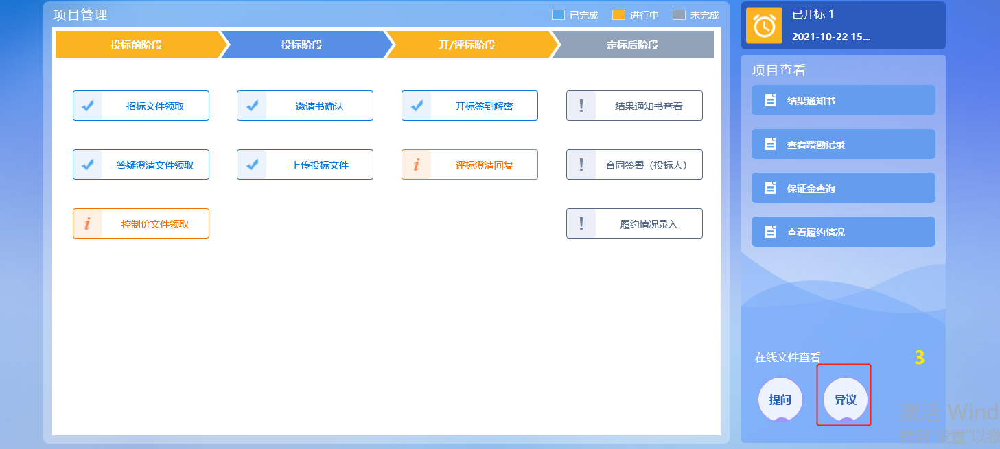 项目管理
已完成 进行中 未完成
投标前阶段 投标阶段 开/评标阶段 定标后阶段
招标文件领取 邀请书确认 开标签到解密 ! 结果通知书查看
答疑澄清文件领取 上传投标文件 i 评标澄清回复 ! 合同签署（投标人）
i 控制价文件领取 ! 履约情况录入
已开标 1
2021-10-22 15...
项目查看
结果通知书
查看踏勘记录
保证金查询
查看履约情况
在线文件查看 3
提问 异议
激活 Wind
转到"设置"以激